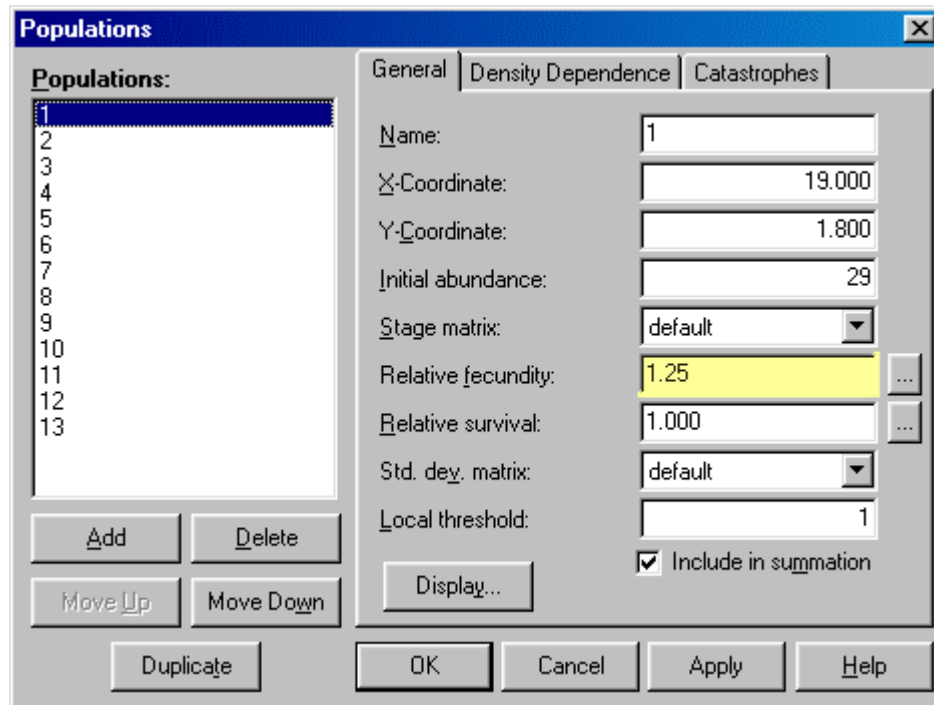 Populations
Populations:
1
2
3
4
5
6
7
8
9
10
11
12
13
Add
Delete
Move Up
Move Down
Duplicate
General
Density Dependence
Catastrophes
Name:
1
X-Coordinate:
19.000
Y-Coordinate:
1.800
Initial abundance:
29
Stage matrix:
default
Relative fecundity:
1.25
...
Relative survival:
1.000
...
Std. dev. matrix:
default
Local threshold:
1
Include in summation
Display...
OK
Cancel
Apply
Help